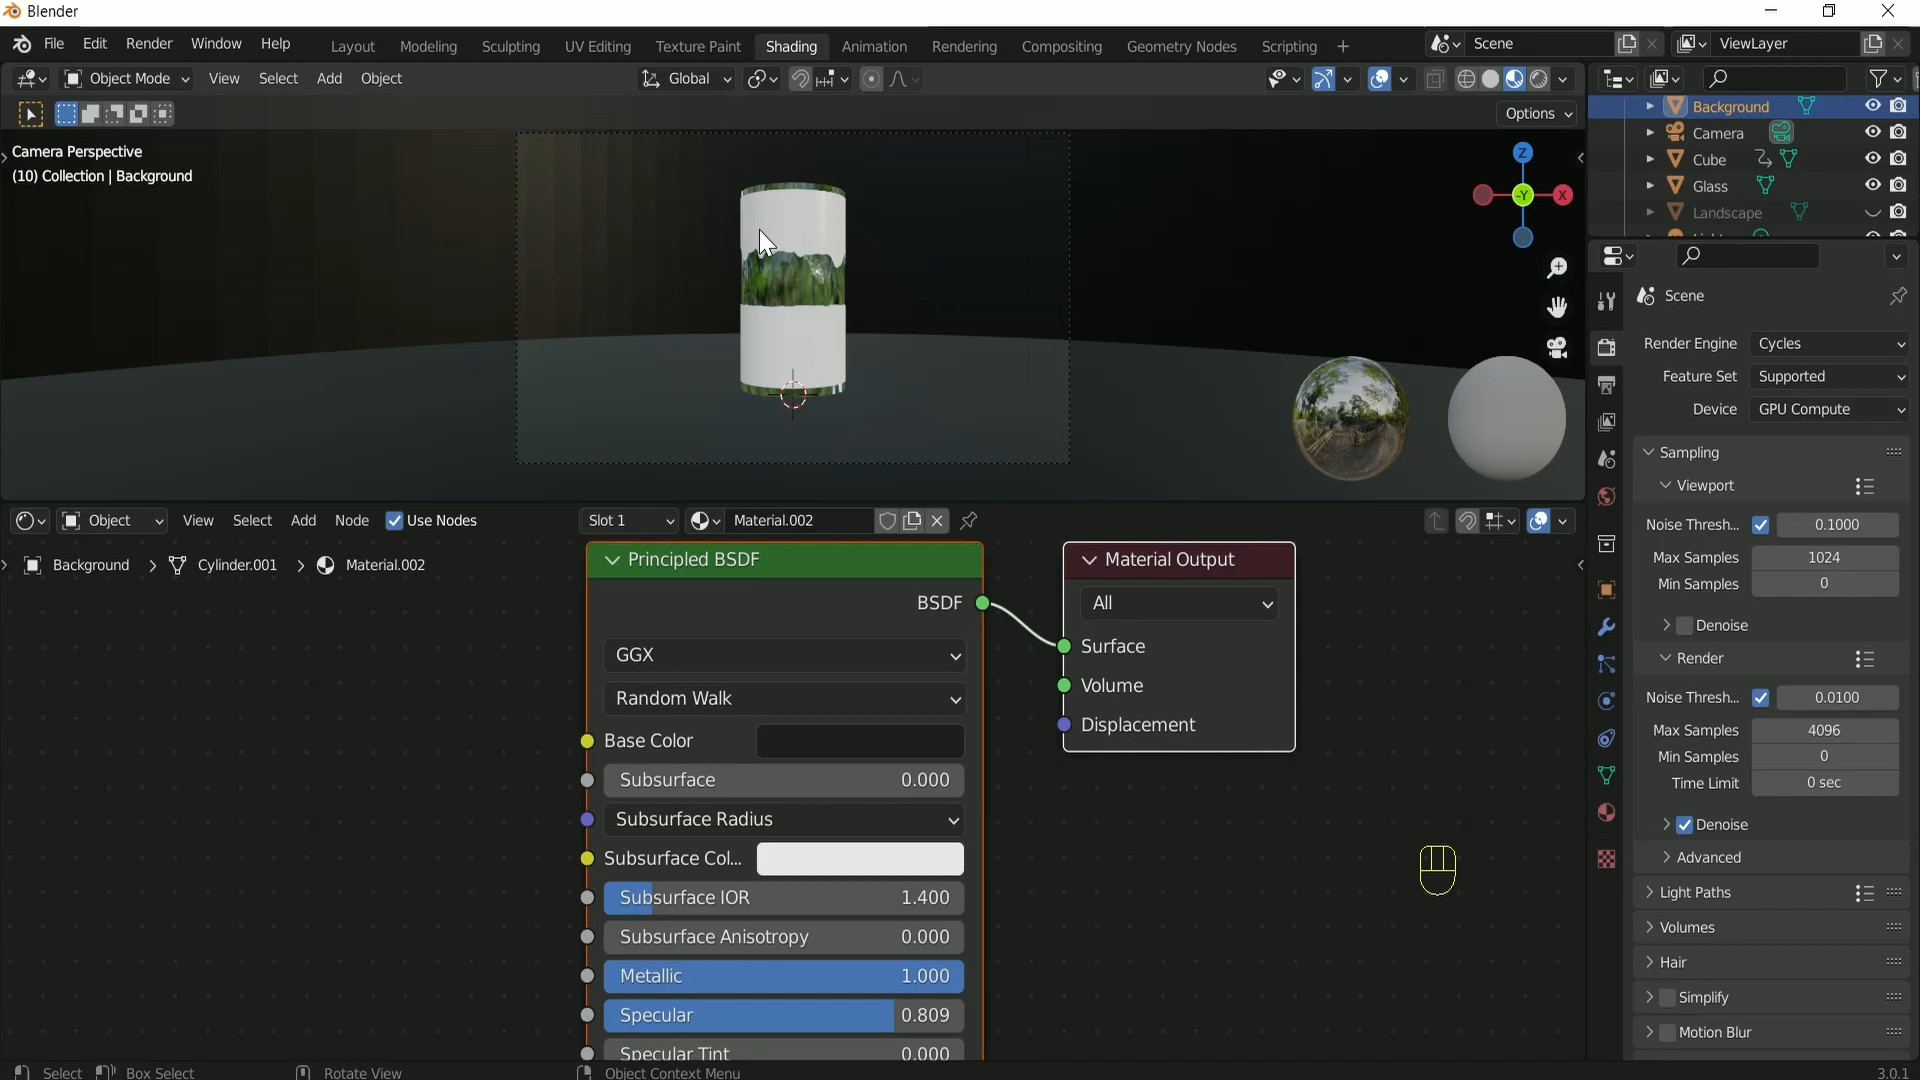 Blender
File Edit Render Window Help Layout Modeling Sculpting UV Editing Texture Paint Shading Animation Rendering Compositing Geometry Nodes Scripting + Scene ViewLayer
Object Mode View Select Add Object Global
Options
Camera Perspective
(10) Collection | Background
Z
-Y X
Background
Camera
Cube
Glass
Landscape
Scene
Render Engine Cycles
Feature Set Supported
Device GPU Compute
Sampling
Viewport
Noise Thresh... 0.1000
Max Samples 1024
Min Samples 0
Denoise
Render
Noise Thresh... 0.0100
Max Samples 4096
Min Samples 0
Time Limit 0 sec
Denoise
Advanced
Light Paths
Volumes
Hair
Simplify
Motion Blur
Object View Select Add Node Use Nodes Slot 1 Material.002
Background > Cylinder.001 > Material.002
Principled BSDF
BSDF
GGX
Random Walk
Base Color
Subsurface 0.000
Subsurface Radius
Subsurface Col...
Subsurface IOR 1.400
Subsurface Anisotropy 0.000
Metallic 1.000
Specular 0.809
Specular Tint 0.000
Material Output
All
Surface
Volume
Displacement
Select Box Select Rotate View Object Context Menu 3.0.1